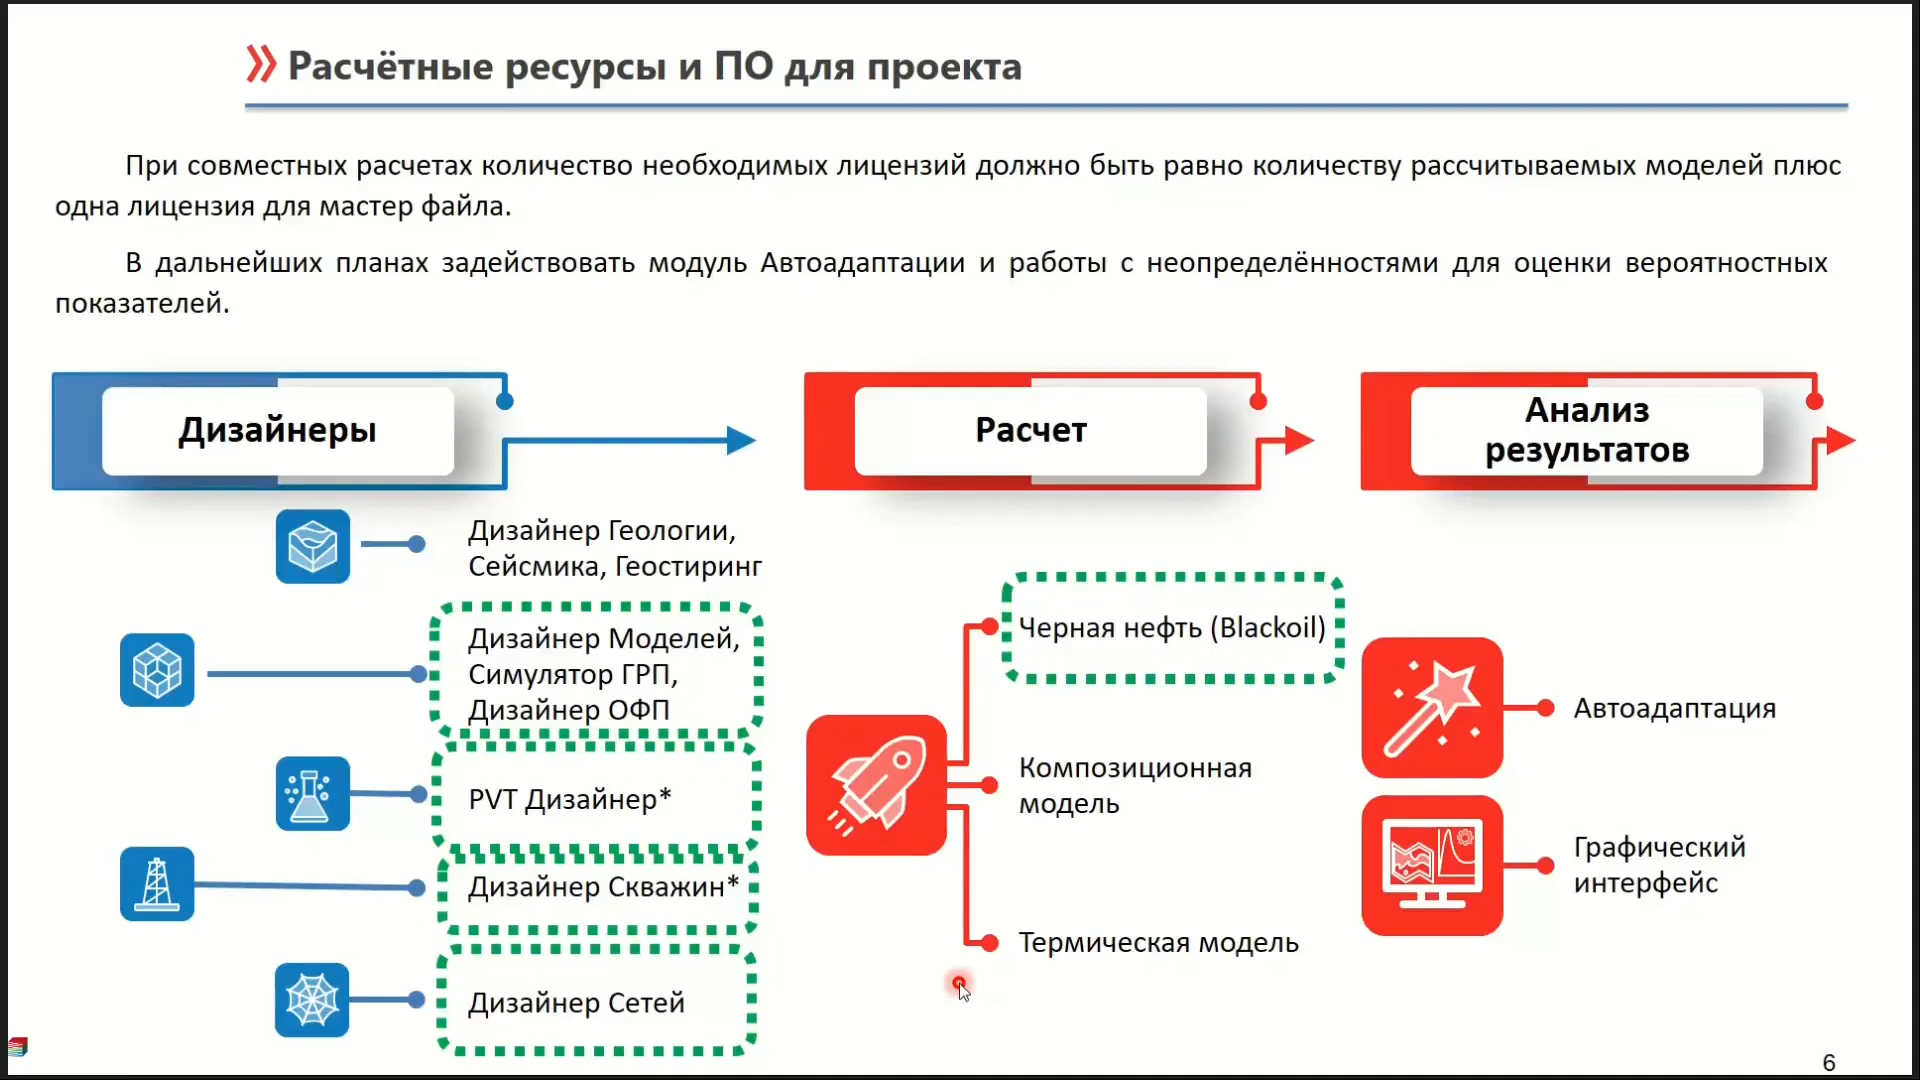 Расчётные ресурсы и ПО для проекта
При совместных расчетах количество необходимых лицензий должно быть равно количеству рассчитываемых моделей плюс
одна лицензия для мастер файла.
В дальнейших планах задействовать модуль Автоадаптации и работы с неопределённостями для оценки вероятностных
показателей.
Дизайнеры
Дизайнер Геологии,
Сейсмика, Геостиринг
Дизайнер Моделей,
Симулятор ГРП,
Дизайнер ОФП
PVT Дизайнер*
Дизайнер Скважин*
Дизайнер Сетей
Расчет
Черная нефть (Blackoil)
Композиционная
модель
Термическая модель
Анализ
результатов
Автоадаптация
Графический
интерфейс
6